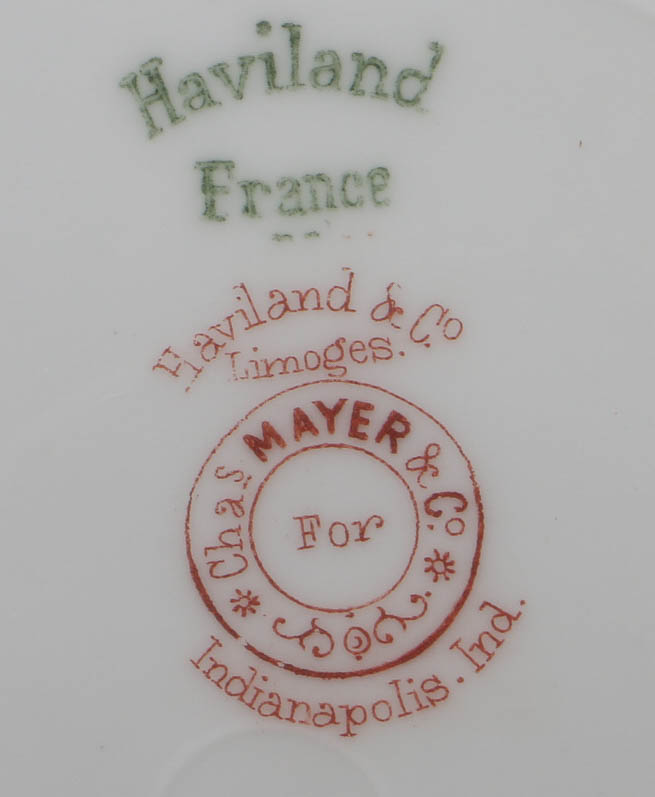 Haviland
France
Haviland & Co
Limoges.
For
Chas MAYER & Co.
Indianapolis. Ind.